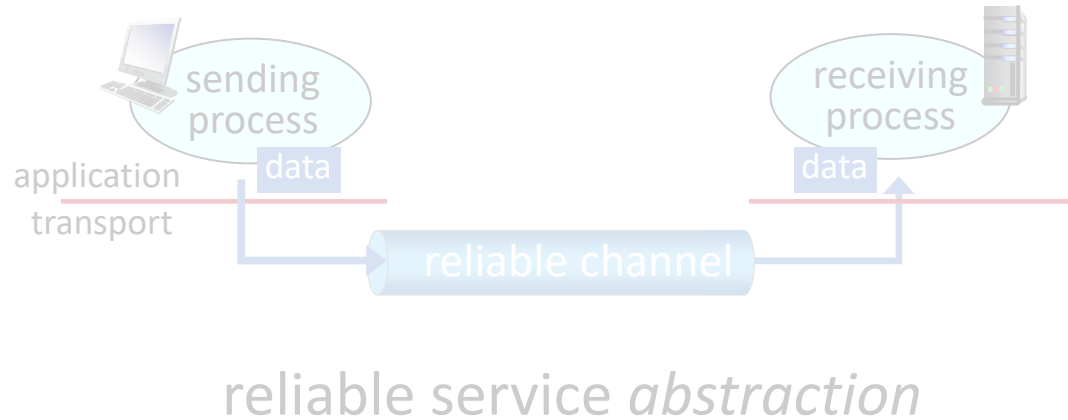 sending
process
receiving
process
data
data
application
transport
reliable channel
reliable service abstraction